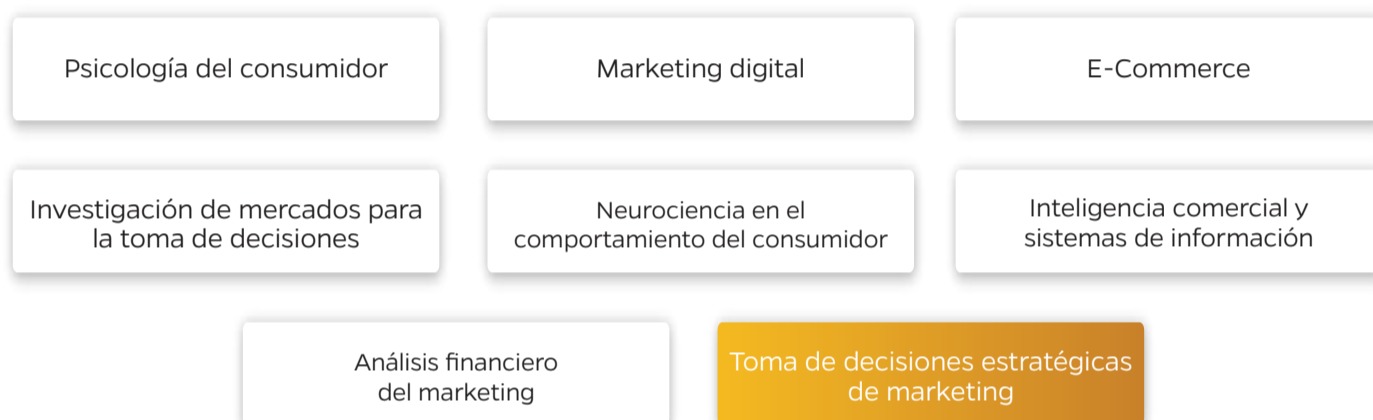 Psicología del consumidor
Marketing digital
E-Commerce
Investigación de mercados para
la toma de decisiones
Neurociencia en el
comportamiento del consumidor
Inteligencia comercial y
sistemas de información
Análisis financiero
del marketing
Toma de decisiones estratégicas
de marketing